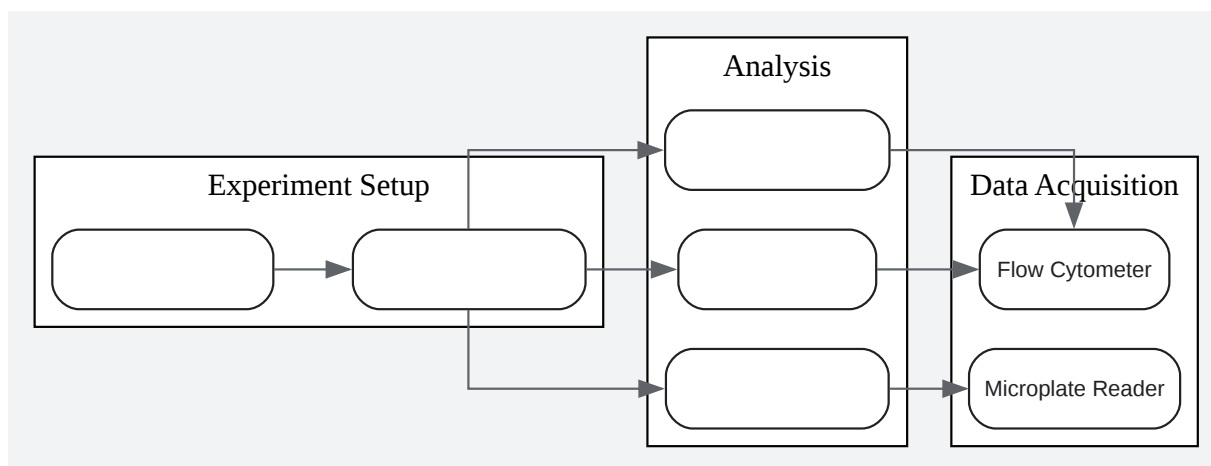 Analysis
Experiment Setup
Data Acquisition
Flow Cytometer
Microplate Reader